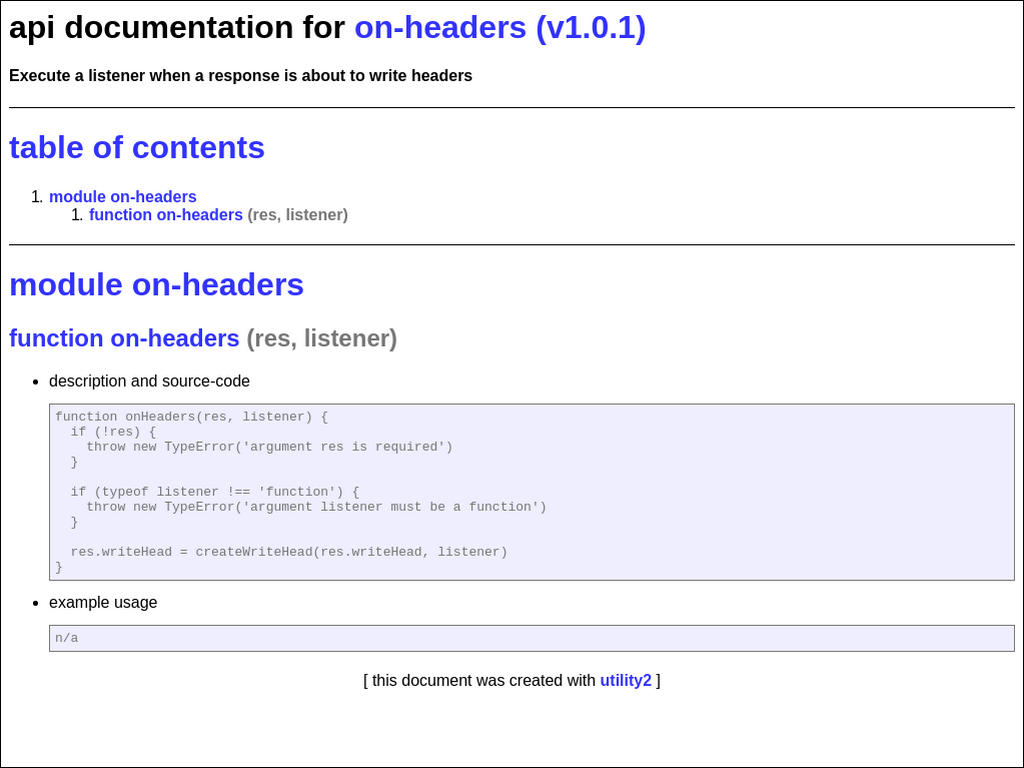 api documentation for on-headers (v1.0.1)
Execute a listener when a response is about to write headers
table of contents
1. module on-headers
1. function on-headers (res, listener)
module on-headers
function on-headers (res, listener)
• description and source-code
function onHeaders(res, listener) {
  if (!res) {
    throw new TypeError('argument res is required')
  }

  if (typeof listener !== 'function') {
    throw new TypeError('argument listener must be a function')
  }

  res.writeHead = createWriteHead(res.writeHead, listener)
}
• example usage
n/a
[ this document was created with utility2 ]